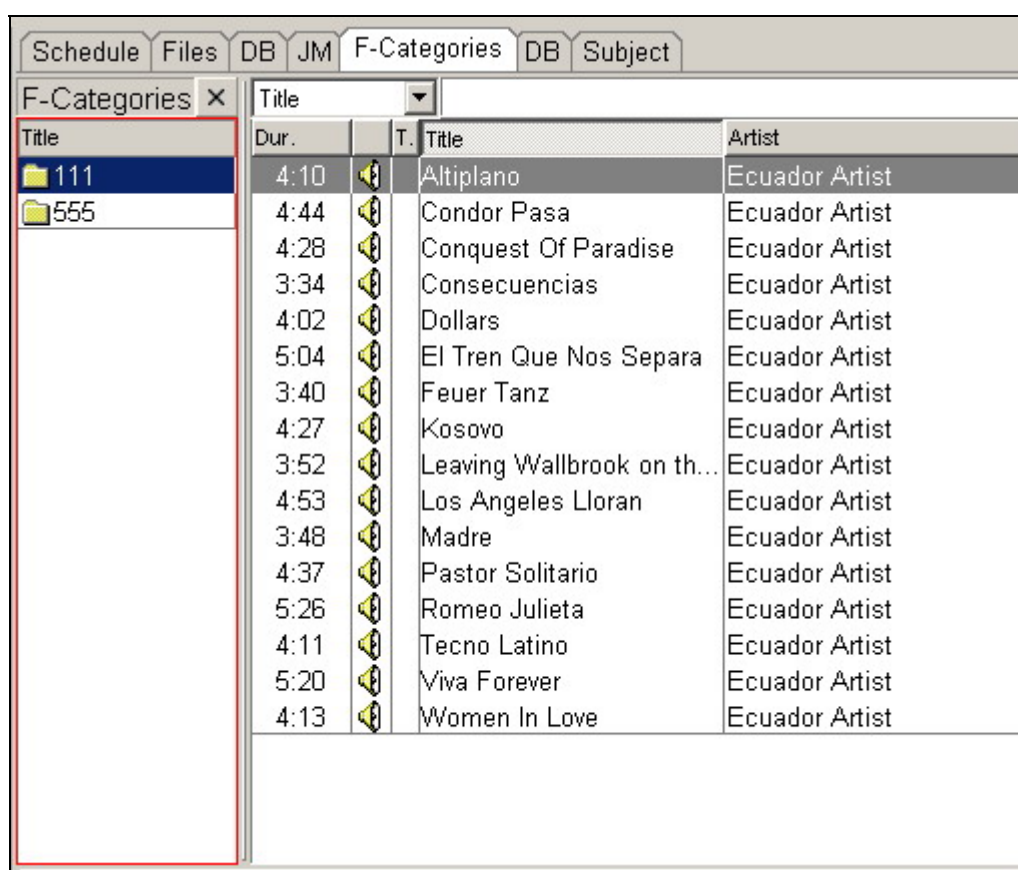 Schedule Files DB JM F-Categories DB Subject
F-Categories × Title
Title Dur. T. Title Artist
111 4:10 Altiplano Ecuador Artist
555 4:44 Condor Pasa Ecuador Artist
4:28 Conquest Of Paradise Ecuador Artist
3:34 Consecuencias Ecuador Artist
4:02 Dollars Ecuador Artist
5:04 El Tren Que Nos Separa Ecuador Artist
3:40 Feuer Tanz Ecuador Artist
4:27 Kosovo Ecuador Artist
3:52 Leaving Wallbrook on th... Ecuador Artist
4:53 Los Angeles Lloran Ecuador Artist
3:48 Madre Ecuador Artist
4:37 Pastor Solitario Ecuador Artist
5:26 Romeo Julieta Ecuador Artist
4:11 Tecno Latino Ecuador Artist
5:20 Viva Forever Ecuador Artist
4:13 Women In Love Ecuador Artist